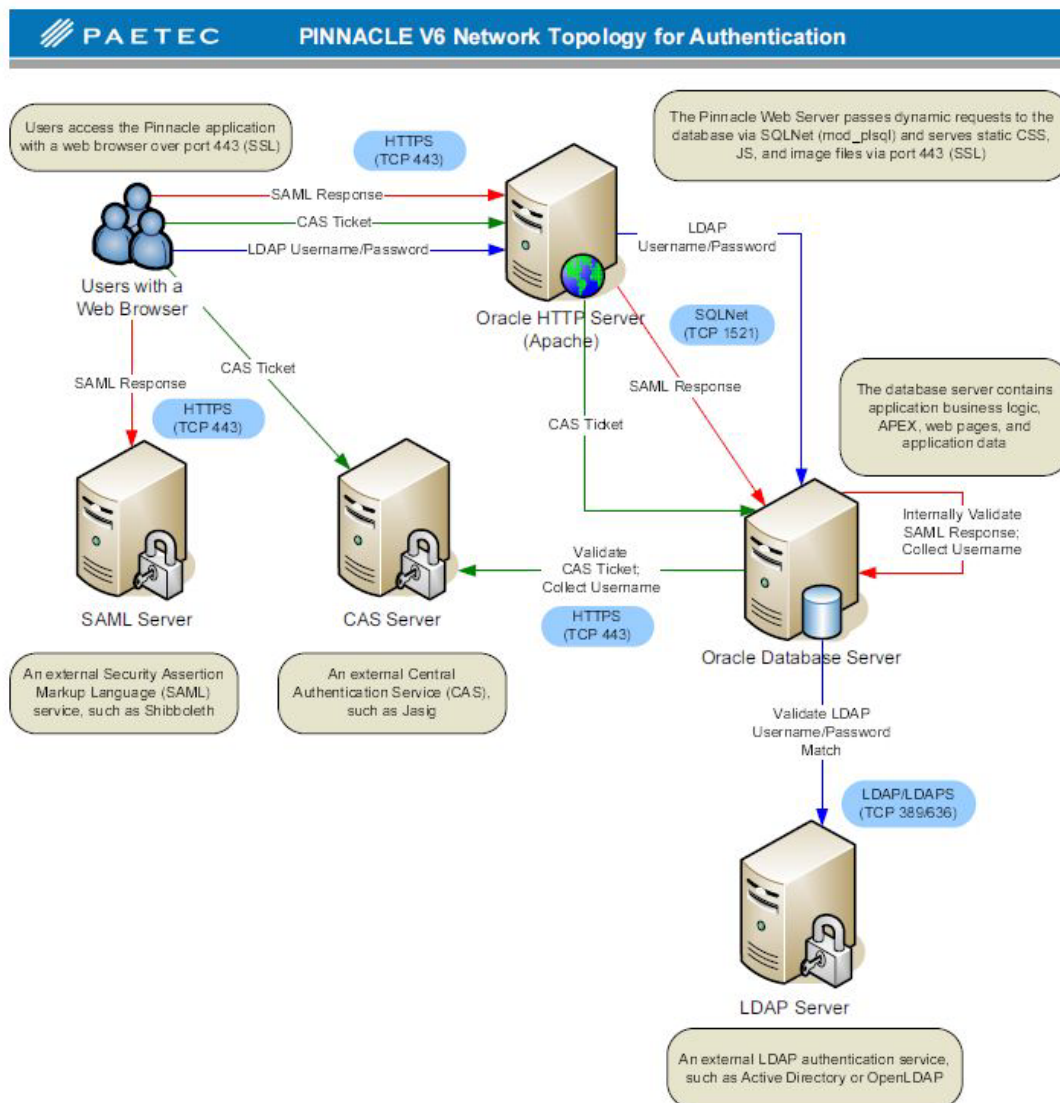 PAETEC
PINNACLE V6 Network Topology for Authentication
Users access the Pinnacle application
with a web browser over port 443 (SSL)
HTTPS
(TCP 443)
The Pinnacle Web Server passes dynamic requests to the
database via SQLNet (mod_plsql) and serves static CSS,
JS, and image files via port 443 (SSL)
SAML Response
CAS Ticket
LDAP Username/Password
LDAP
Username/Password
Users with a
Web Browser
Oracle HTTP Server
(Apache)
SQLNet
(TCP 1521)
CAS Ticket
SAML Response
HTTPS
(TCP 443)
SAML Response
CAS Ticket
The database server contains
application business logic,
APEX, web pages, and
application data
Internally Validate
SAML Response;
Collect Username
Validate
CAS Ticket;
Collect Username
HTTPS
(TCP 443)
SAML Server
CAS Server
Oracle Database Server
An external Security Assertion
Markup Language (SAML)
service, such as Shibboleth
An external Central
Authentication Service (CAS),
such as Jasig
Validate LDAP
Username/Password
Match
LDAP/LDAPS
(TCP 389/636)
LDAP Server
An external LDAP authentication service,
such as Active Directory or OpenLDAP